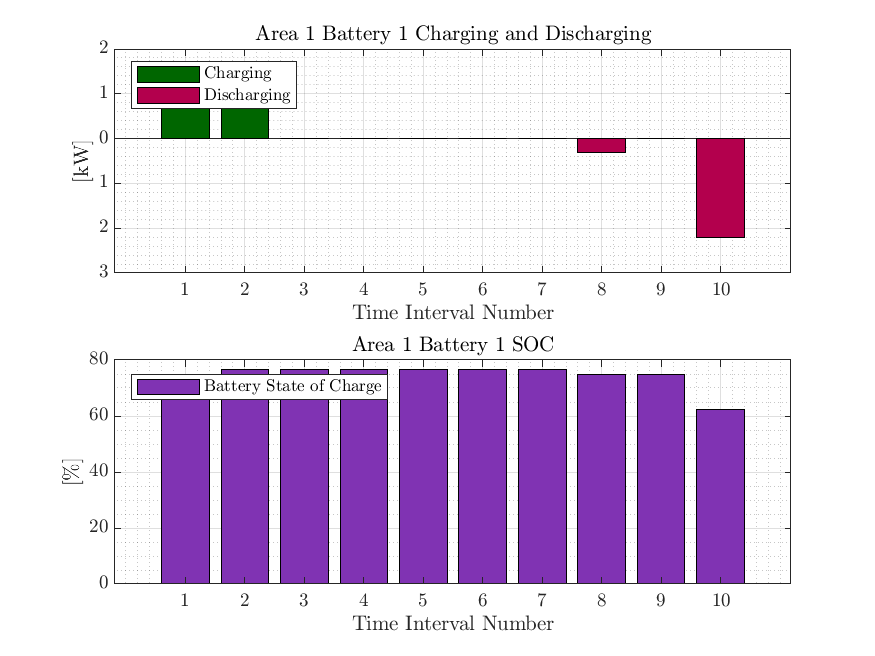 Area 1 Battery 1 Charging and Discharging
2
1
0
1
2
3
[kW]
Charging
Discharging
1 2 3 4 5 6 7 8 9 10
Time Interval Number
Area 1 Battery 1 SOC
80
60
40
20
0
[%]
Battery State of Charge
1 2 3 4 5 6 7 8 9 10
Time Interval Number